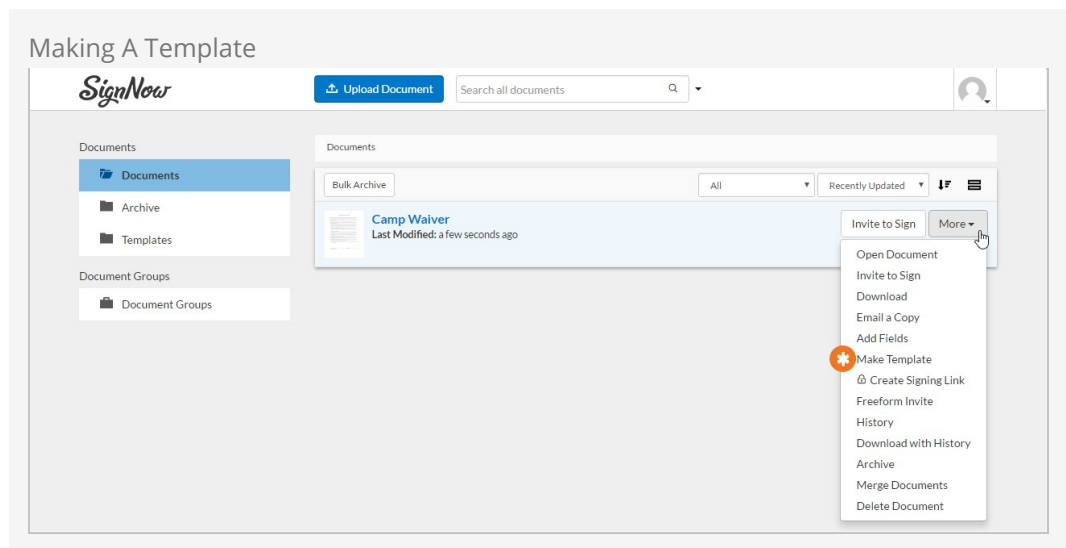 Making A Template
SignNow
Upload Document
Search all documents
Documents
Documents
Archive
Templates
Document Groups
Document Groups
Documents
Bulk Archive
All
Recently Updated
Camp Waiver
Last Modified: a few seconds ago
Invite to Sign
More
Open Document
Invite to Sign
Download
Email a Copy
Add Fields
Make Template
Create Signing Link
Freeform Invite
History
Download with History
Archive
Merge Documents
Delete Document